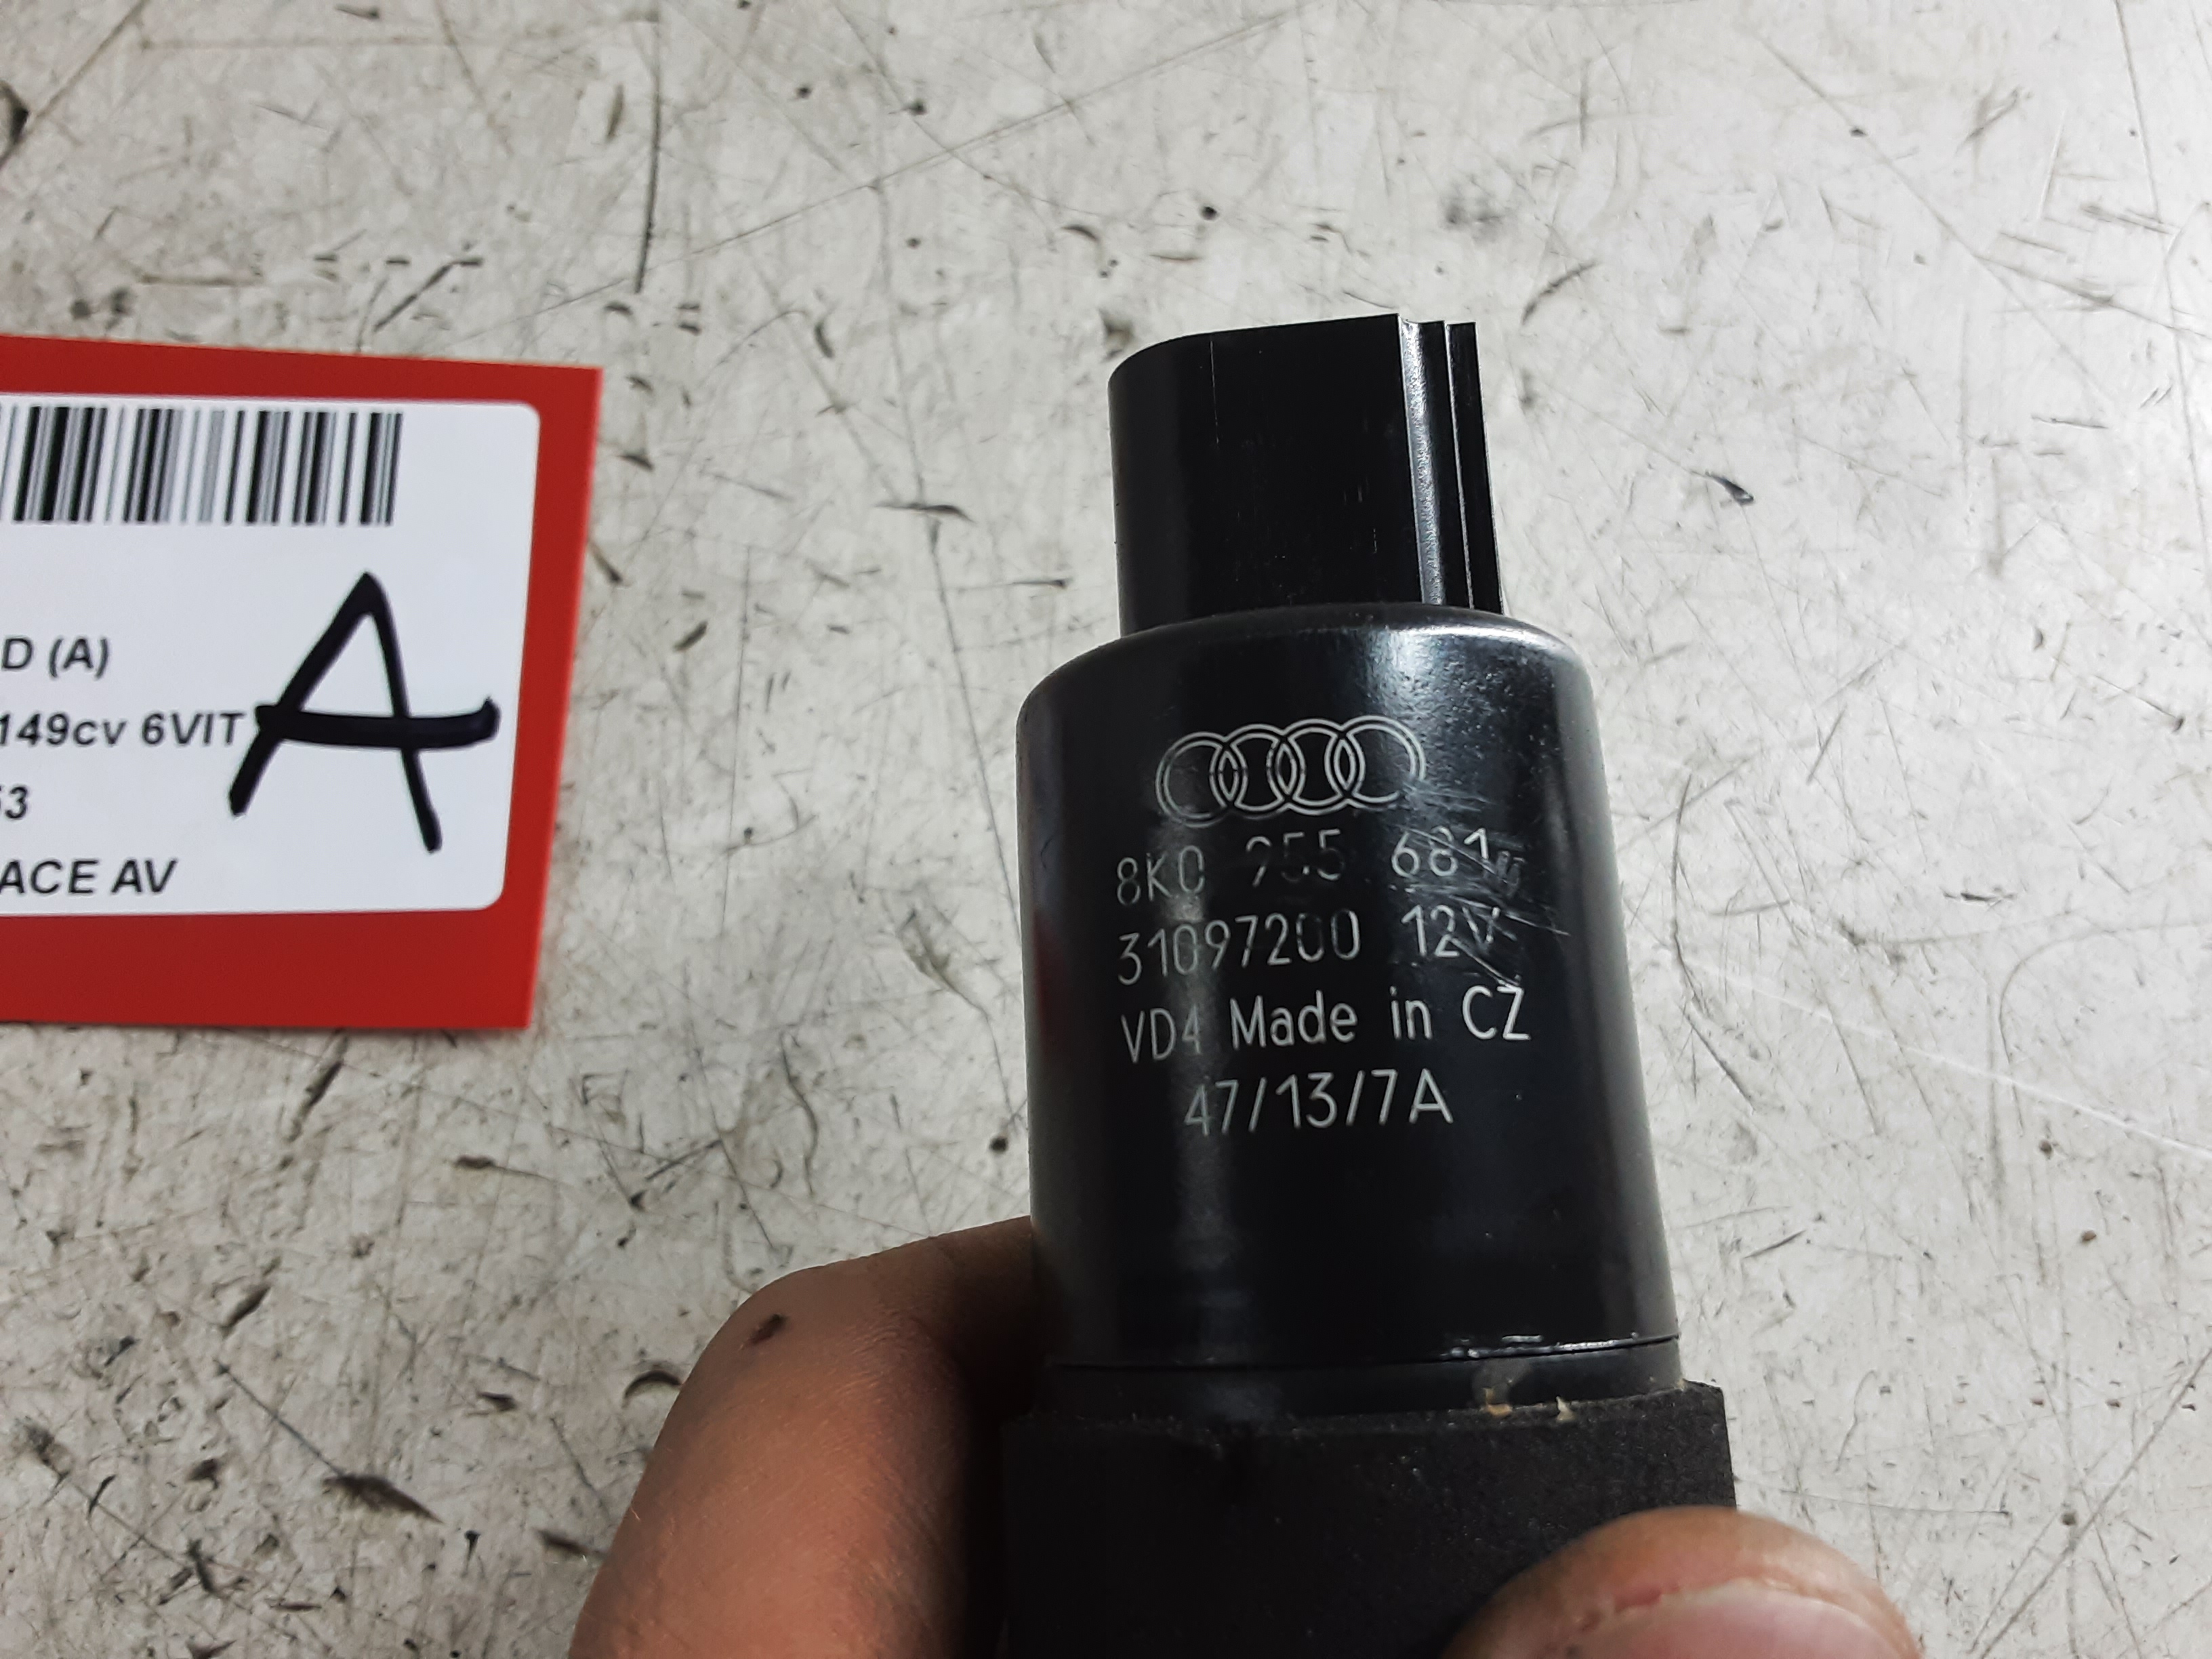 D (A)
149cv 6VIT
53
ACE AV
A
8K0 955 681
31097200 12V
VD4 Made in CZ
47/13/7A